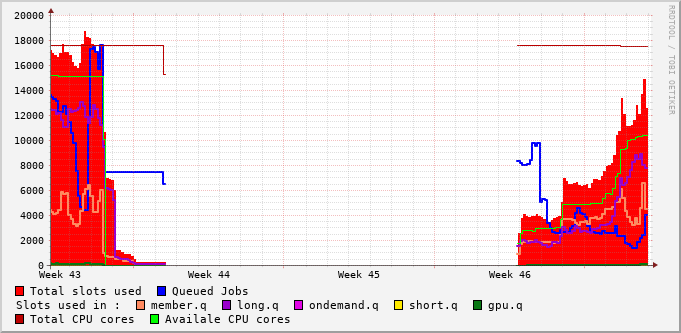 20000
18000
16000
14000
12000
10000
8000
6000
4000
2000
0
Week 43 Week 44 Week 45 Week 46
RRDTOOL / TOBI OETIKER
Total slots used Queued Jobs
Slots used in : member.q long.q ondemand.q short.q gpu.q
Total CPU cores Availale CPU cores